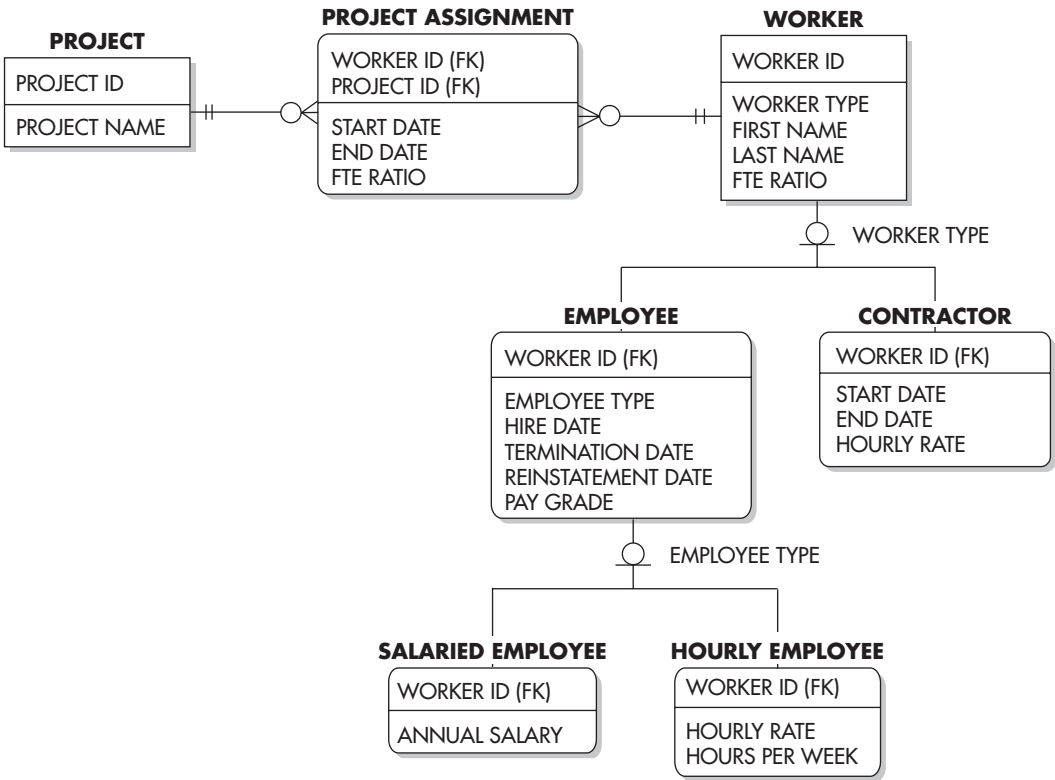 PROJECT
PROJECT ID
PROJECT NAME
PROJECT ASSIGNMENT
WORKER ID (FK)
PROJECT ID (FK)
START DATE
END DATE
FTE RATIO
WORKER
WORKER ID
WORKER TYPE
FIRST NAME
LAST NAME
FTE RATIO
WORKER TYPE
EMPLOYEE
WORKER ID (FK)
EMPLOYEE TYPE
HIRE DATE
TERMINATION DATE
REINSTATEMENT DATE
PAY GRADE
CONTRACTOR
WORKER ID (FK)
START DATE
END DATE
HOURLY RATE
EMPLOYEE TYPE
SALARIED EMPLOYEE
WORKER ID (FK)
ANNUAL SALARY
HOURLY EMPLOYEE
WORKER ID (FK)
HOURLY RATE
HOURS PER WEEK